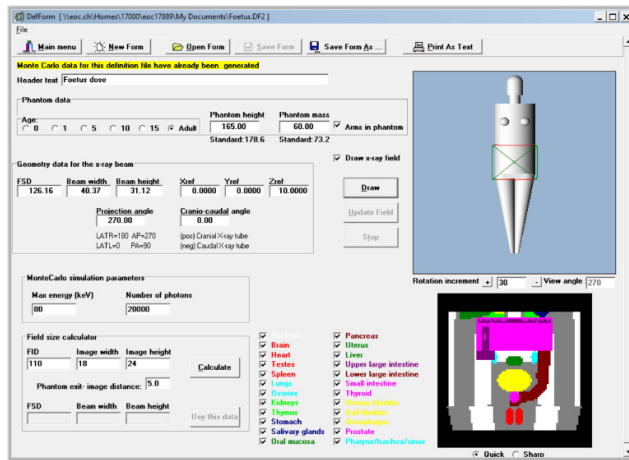 DefForm [ \\eoc.ch\Homes\17000\eoc17889\My Documents\Foetus.DF2 ]
File
Main menu New Form Open Form Save Form Save Form As ... Print As Text
Monte Carlo data for this definition file have already been generated
Header text Foetus dose
Phantom data
Age: Phantom height Phantom mass
0 1 5 10 15 Adult 165.00 60.00 Arms in phantom
Standard: 178.6 Standard: 73.2
Geometry data for the x-ray beam Draw x-ray field
FSD Beam width Beam height Xref Yref Zref
126.16 40.37 31.12 0.0000 0.0000 10.0000
Draw
Projection angle Cranio-caudal angle
270.00 0.00
Update Field
LATR=180 AP=270 (pos) Cranial X-ray tube
LATL=0 PA=90 (neg) Caudal X-ray tube
Stop
Rotation increment + 30 - View angle 270
MonteCarlo simulation parameters
Max energy (keV) Number of photons
80 20000
Field size calculator
FID Image width Image height
110 18 24
Calculate
Phantom exit- image distance: 5.0
FSD Beam width Beam height
Use this data
Skeleton Pancreas
Brain Uterus
Heart Liver
Testes Upper large intestine
Spleen Lower large intestine
Lungs Small intestine
Ovaries Thyroid
Kidneys Urinary bladder
Thymus Gall bladder
Stomach Oesophagus
Salivary glands Prostate
Oral mucosa Pharynx/trachea/sinus
Quick Sharp